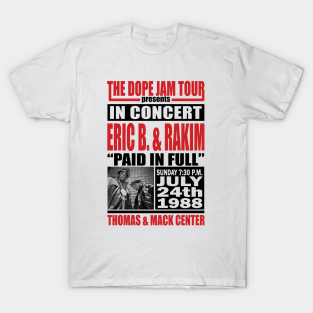 THE DOPE JAM TOUR
presents
IN CONCERT
ERIC B. & RAKIM
"PAID IN FULL"
SUNDAY 7:30 P.M.
JULY
24th
1988
THOMAS & MACK CENTER